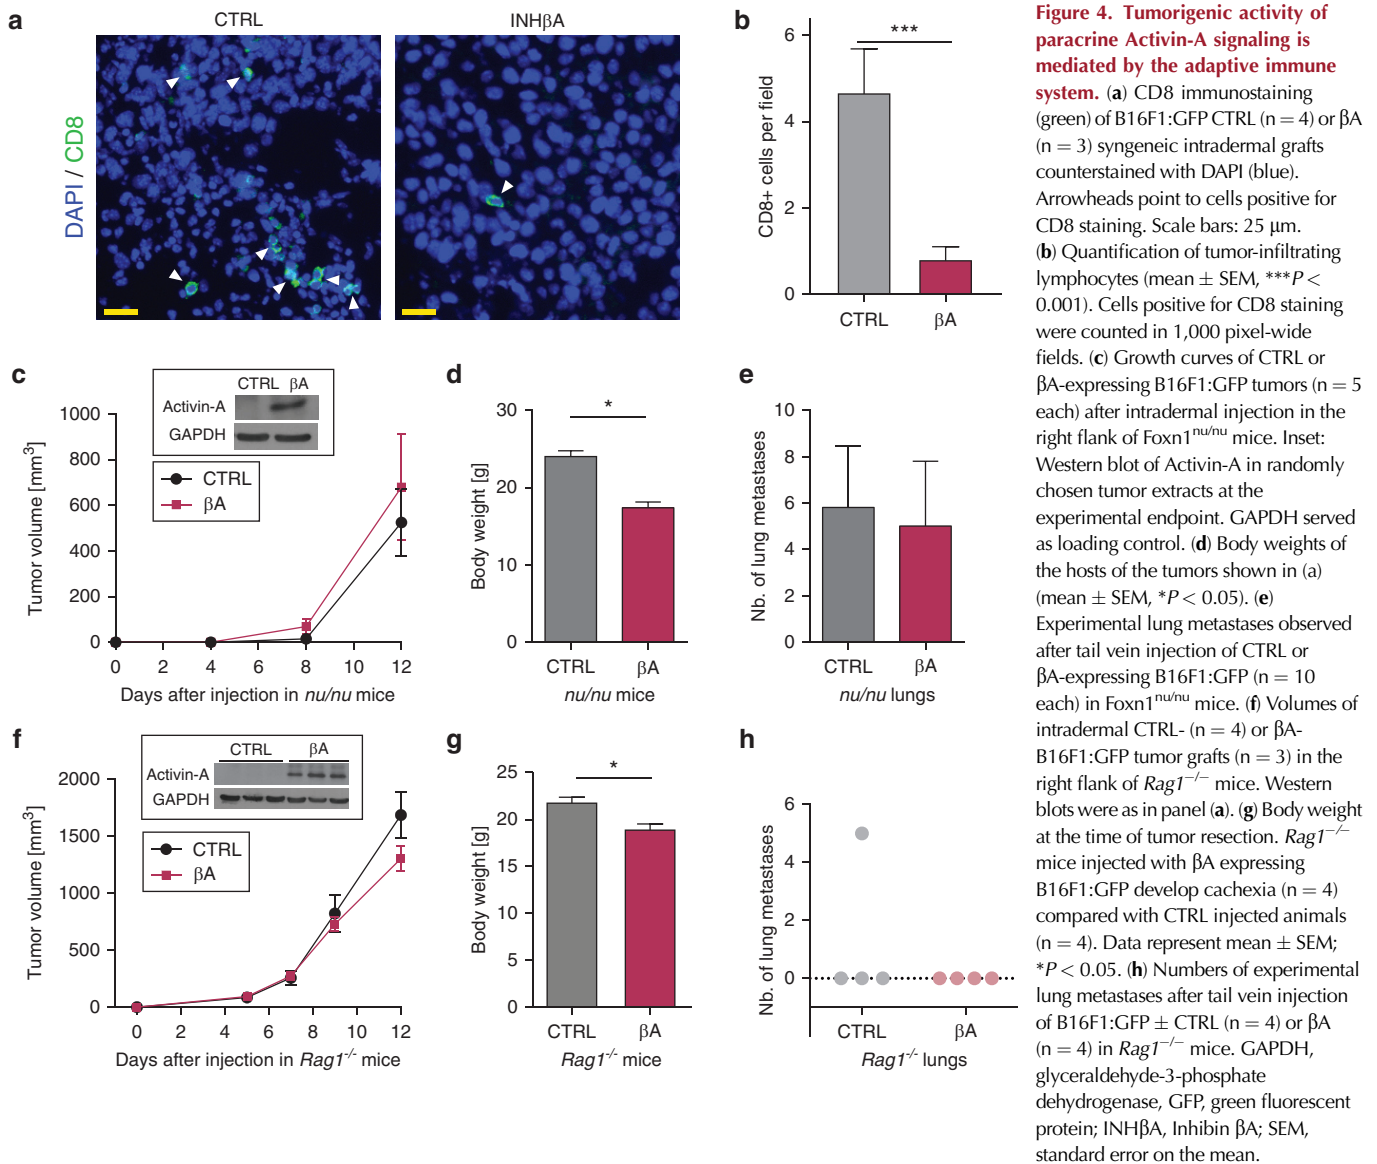 a
CTRL
INHβA
DAPI / CD8
b
CD8+ cells per field
6
4
2
0
***
CTRL
βA
c
CTRL βA
Activin-A
GAPDH
CTRL
βA
Tumor volume [mm³]
1000
800
600
400
200
0
0 2 4 6 8 10 12
Days after injection in nu/nu mice
d
Body weight [g]
30
20
10
0
*
CTRL
βA
nu/nu mice
e
Nb. of lung metastases
10
8
6
4
2
0
CTRL
βA
nu/nu lungs
f
CTRL βA
Activin-A
GAPDH
CTRL
βA
Tumor volume [mm³]
2000
1500
1000
500
0
0 2 4 6 8 10 12
Days after injection in Rag1⁻/⁻ mice
g
Body weight [g]
25
20
15
10
5
0
*
CTRL
βA
Rag1⁻/⁻ mice
h
Nb. of lung metastases
6
4
2
0
CTRL
βA
Rag1⁻/⁻ lungs
Figure 4. Tumorigenic activity of
paracrine Activin-A signaling is
mediated by the adaptive immune
system. (a) CD8 immunostaining
(green) of B16F1:GFP CTRL (n = 4) or βA
(n = 3) syngeneic intradermal grafts
counterstained with DAPI (blue).
Arrowheads point to cells positive for
CD8 staining. Scale bars: 25 μm.
(b) Quantification of tumor-infiltrating
lymphocytes (mean ± SEM, ***P <
0.001). Cells positive for CD8 staining
were counted in 1,000 pixel-wide
fields. (c) Growth curves of CTRL or
βA-expressing B16F1:GFP tumors (n = 5
each) after intradermal injection in the
right flank of Foxn1ⁿᵘ/ⁿᵘ mice. Inset:
Western blot of Activin-A in randomly
chosen tumor extracts at the
experimental endpoint. GAPDH served
as loading control. (d) Body weights of
the hosts of the tumors shown in (a)
(mean ± SEM, *P < 0.05). (e)
Experimental lung metastases observed
after tail vein injection of CTRL or
βA-expressing B16F1:GFP (n = 10
each) in Foxn1ⁿᵘ/ⁿᵘ mice. (f) Volumes of
intradermal CTRL- (n = 4) or βA-
B16F1:GFP tumor grafts (n = 3) in the
right flank of Rag1⁻/⁻ mice. Western
blots were as in panel (a). (g) Body weight
at the time of tumor resection. Rag1⁻/⁻
mice injected with βA expressing
B16F1:GFP develop cachexia (n = 4)
compared with CTRL injected animals
(n = 4). Data represent mean ± SEM;
*P < 0.05. (h) Numbers of experimental
lung metastases after tail vein injection
of B16F1:GFP ± CTRL (n = 4) or βA
(n = 4) in Rag1⁻/⁻ mice. GAPDH,
glyceraldehyde-3-phosphate
dehydrogenase, GFP, green fluorescent
protein; INHβA, Inhibin βA; SEM,
standard error on the mean.